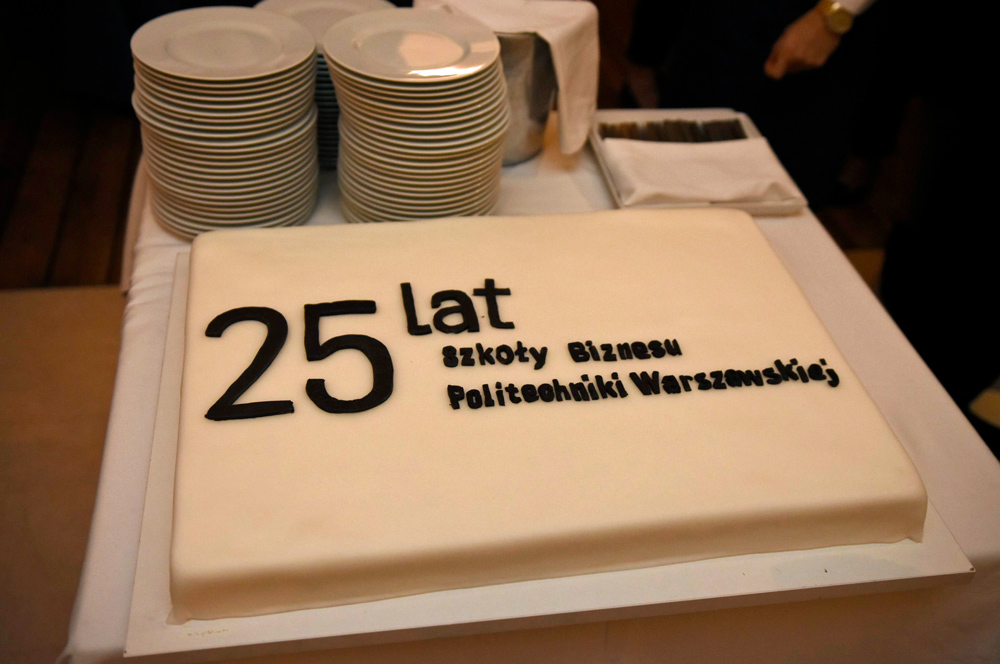 25 lat
Szkoły Biznesu
Politechniki Warszawskiej